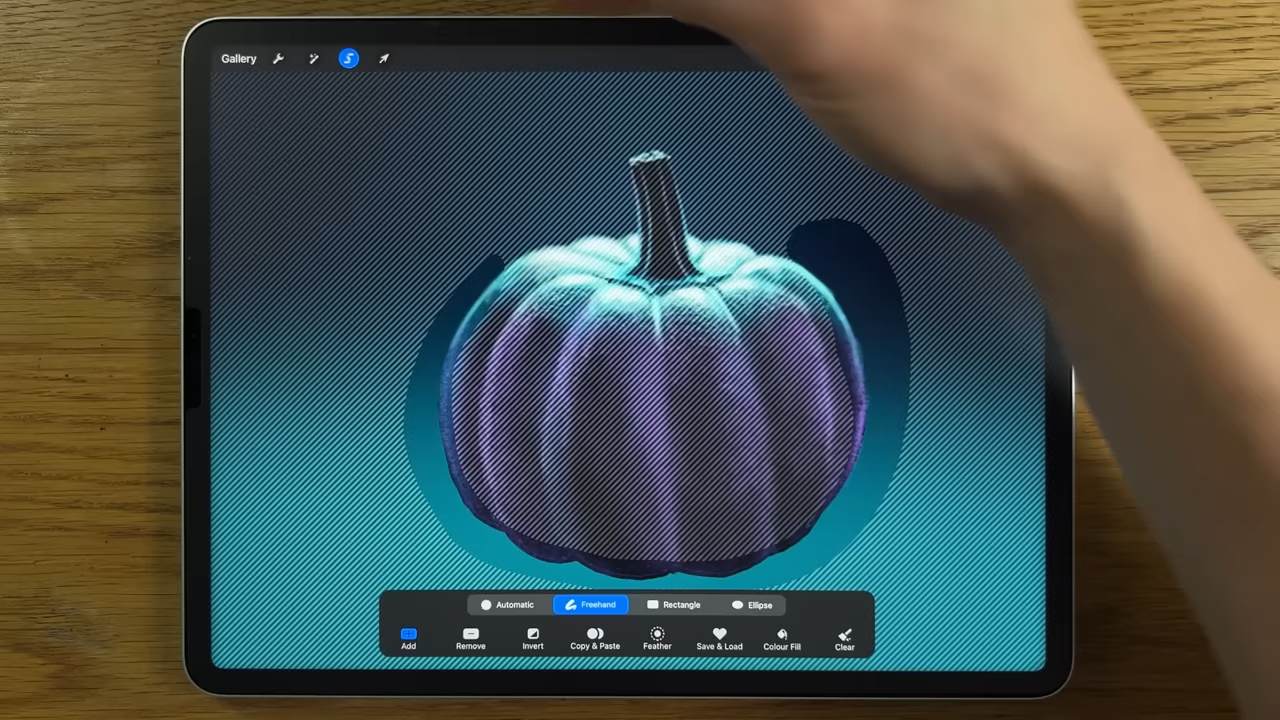 Gallery
Automatic Freehand Rectangle Ellipse
Add Remove Invert Copy & Paste Feather Save & Load Colour Fill Clear